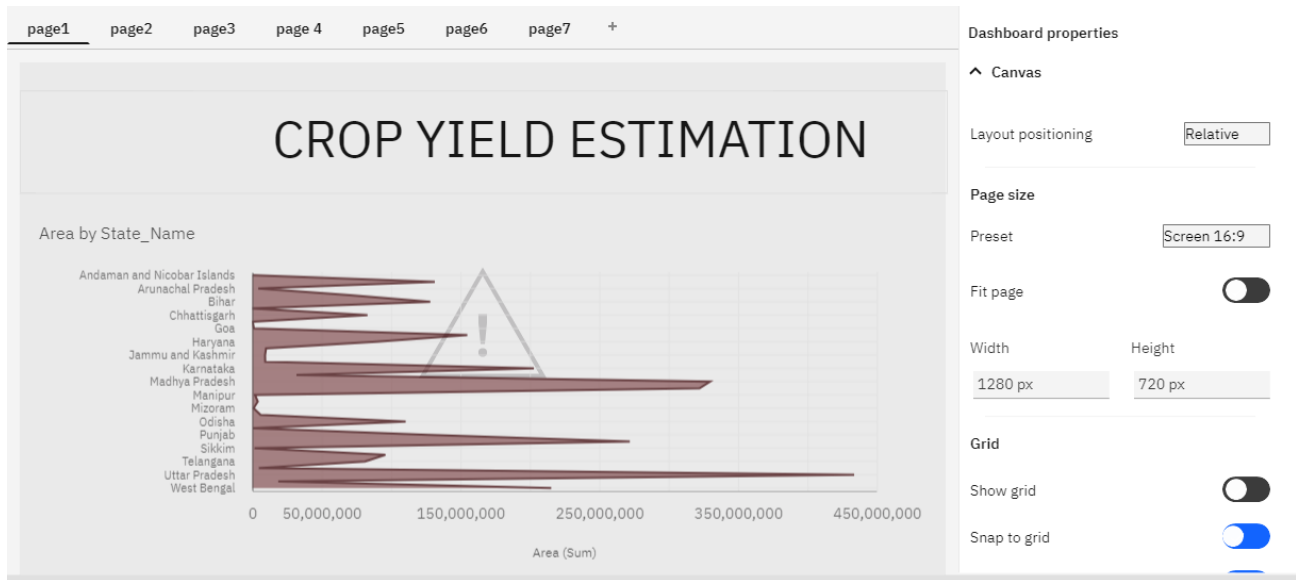 page1 page2 page3 page 4 page5 page6 page7 +
CROP YIELD ESTIMATION
Area by State_Name
Andaman and Nicobar Islands
Arunachal Pradesh
Bihar
Chhattisgarh
Goa
Haryana
Jammu and Kashmir
Karnataka
Madhya Pradesh
Manipur
Mizoram
Odisha
Punjab
Sikkim
Telangana
Uttar Pradesh
West Bengal
0 50,000,000 150,000,000 250,000,000 350,000,000 450,000,000
Area (Sum)
Dashboard properties
Canvas
Layout positioning Relative
Page size
Preset Screen 16:9
Fit page
Width Height
1280 px 720 px
Grid
Show grid
Snap to grid